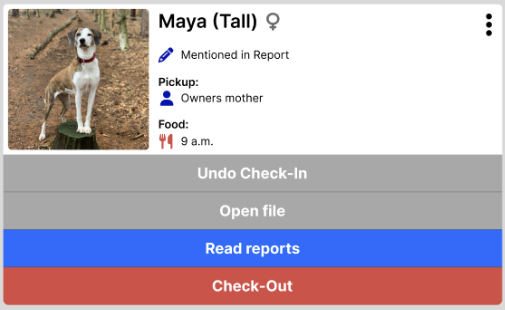 Maya (Tall)
Mentioned in Report
Pickup:
Owners mother
Food:
9 a.m.
Undo Check-In
Open file
Read reports
Check-Out